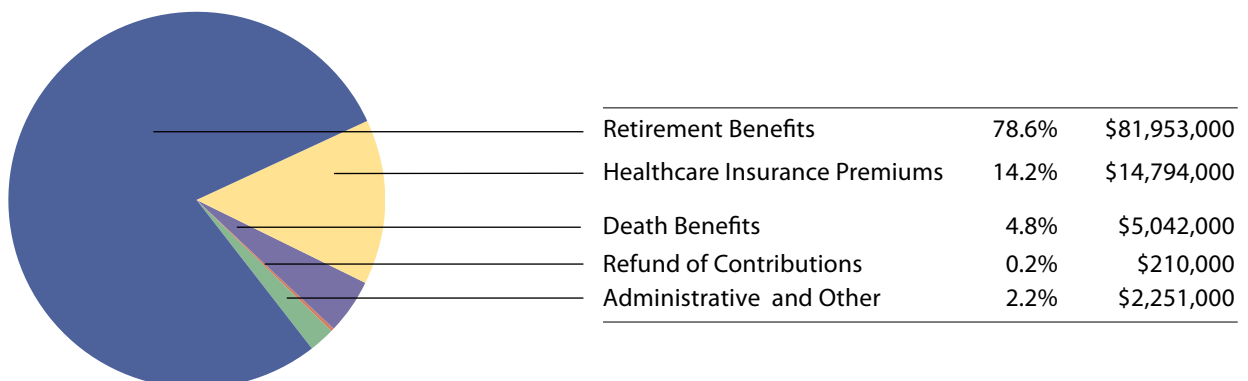 Retirement Benefits 78.6% $81,953,000
Healthcare Insurance Premiums 14.2% $14,794,000
Death Benefits 4.8% $5,042,000
Refund of Contributions 0.2% $210,000
Administrative and Other 2.2% $2,251,000